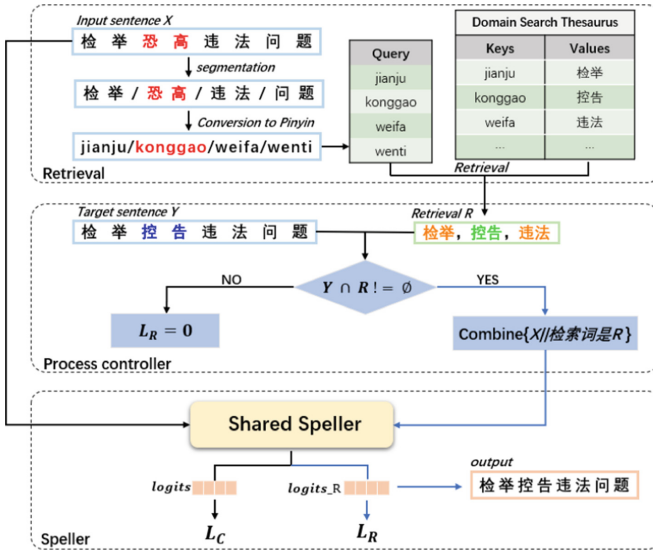 Input sentence X
检 举 恐 高 违 法 问 题
segmentation
检 举 / 恐 高 / 违 法 / 问 题
Conversion to Pinyin
jianju/konggao/weifa/wenti
Retrieval
Query
jianju
konggao
weifa
wenti
Domain Search Thesaurus
Keys Values
jianju 检举
konggao 控告
weifa 违法
... ...
Retrieval
Target sentence Y
检 举 控 告 违 法 问 题
Retrieval R
检举, 控告, 违法
NO
Y ∩ R ! = ∅
YES
L_R = 0
Combine{X//检索词是R}
Process controller
Shared Speller
logits
logits_R
output
检举控告违法问题
L_C
L_R
Speller